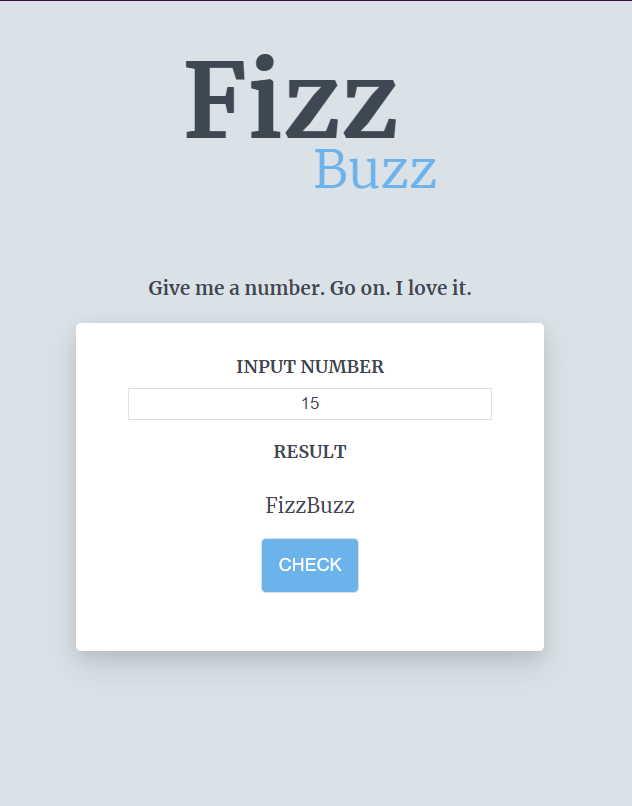 Fizz
Buzz
Give me a number. Go on. I love it.
INPUT NUMBER
15
RESULT
FizzBuzz
CHECK